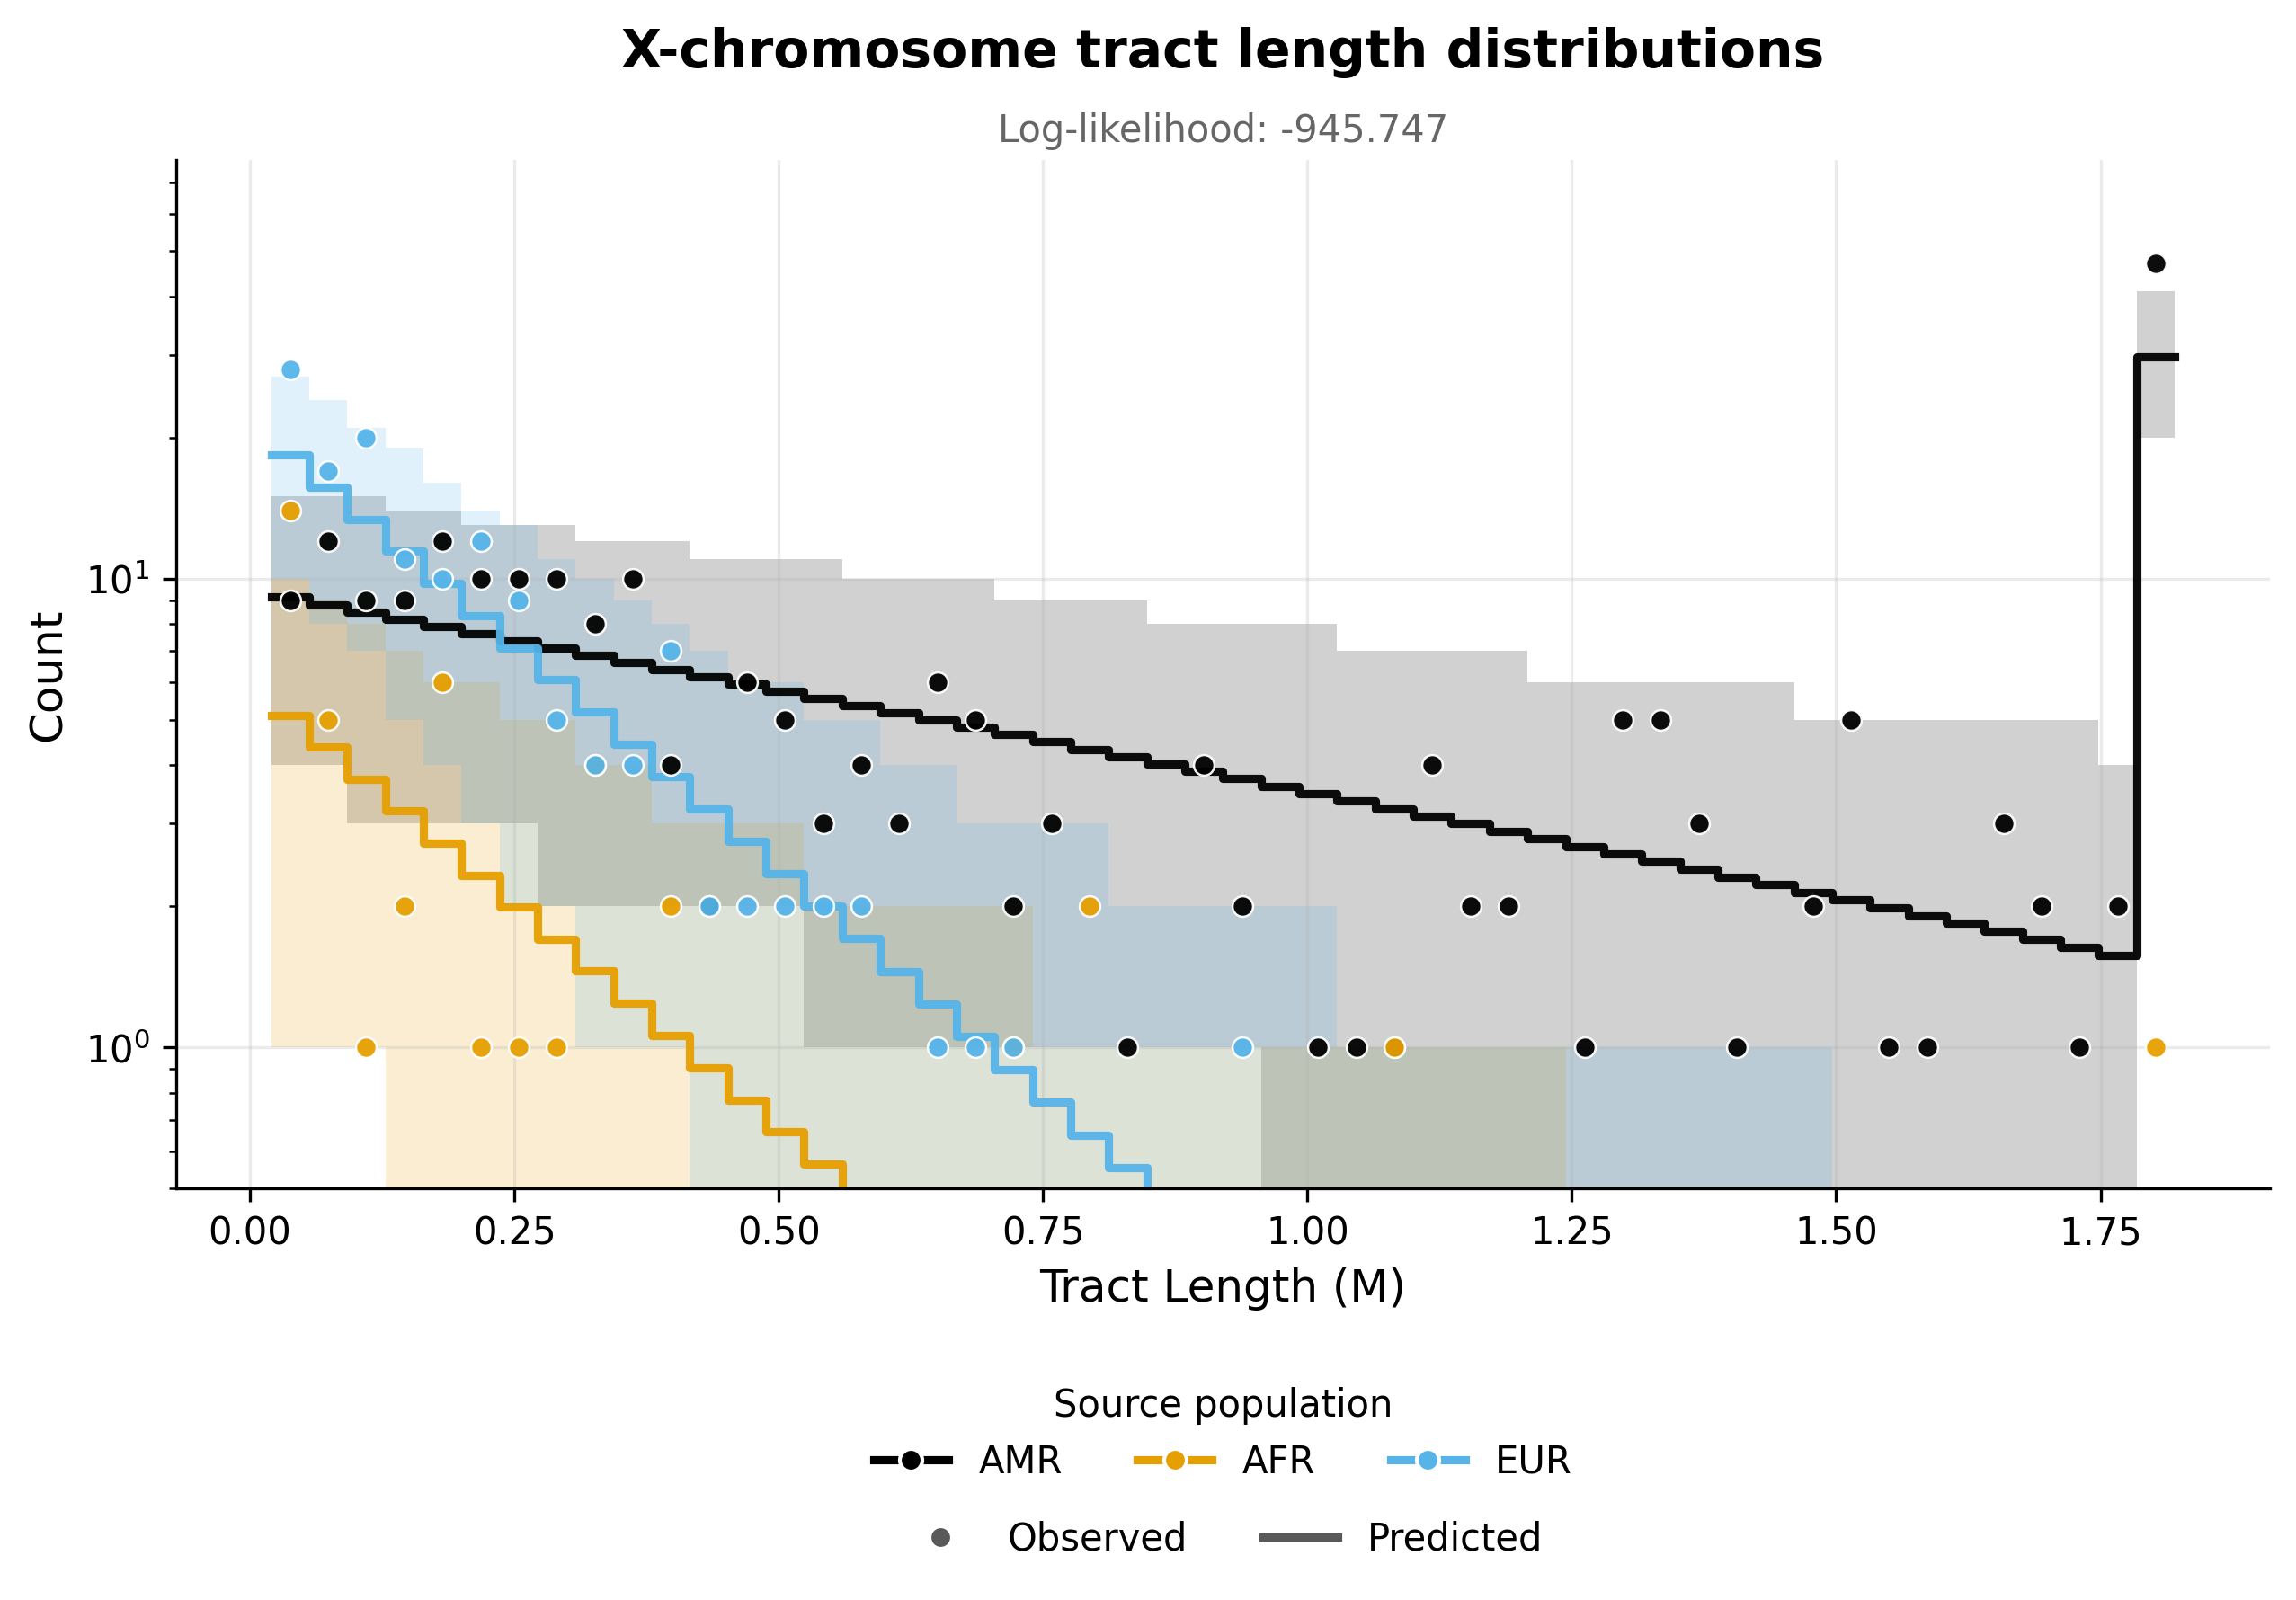 X-chromosome tract length distributions
Log-likelihood: -945.747
Count
10¹
10⁰
0.00 0.25 0.50 0.75 1.00 1.25 1.50 1.75
Tract Length (M)
Source population
AMR AFR EUR
Observed Predicted